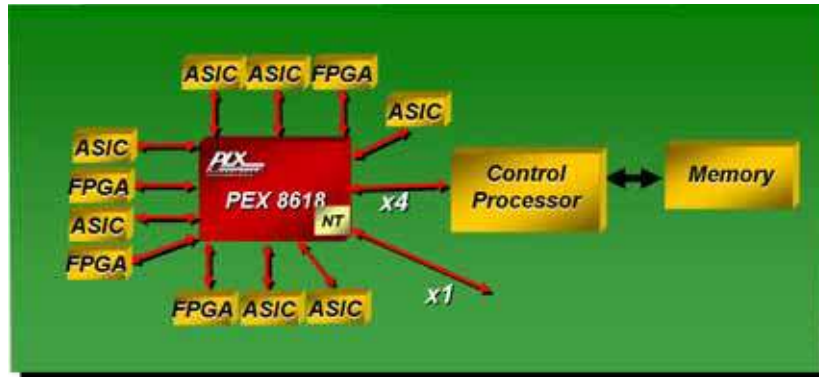 ASIC ASIC FPGA
ASIC
ASIC
FPGA
ASIC
FPGA
PLX
PEX 8618
NT
x4
x1
Control
Processor
Memory
FPGA ASIC ASIC